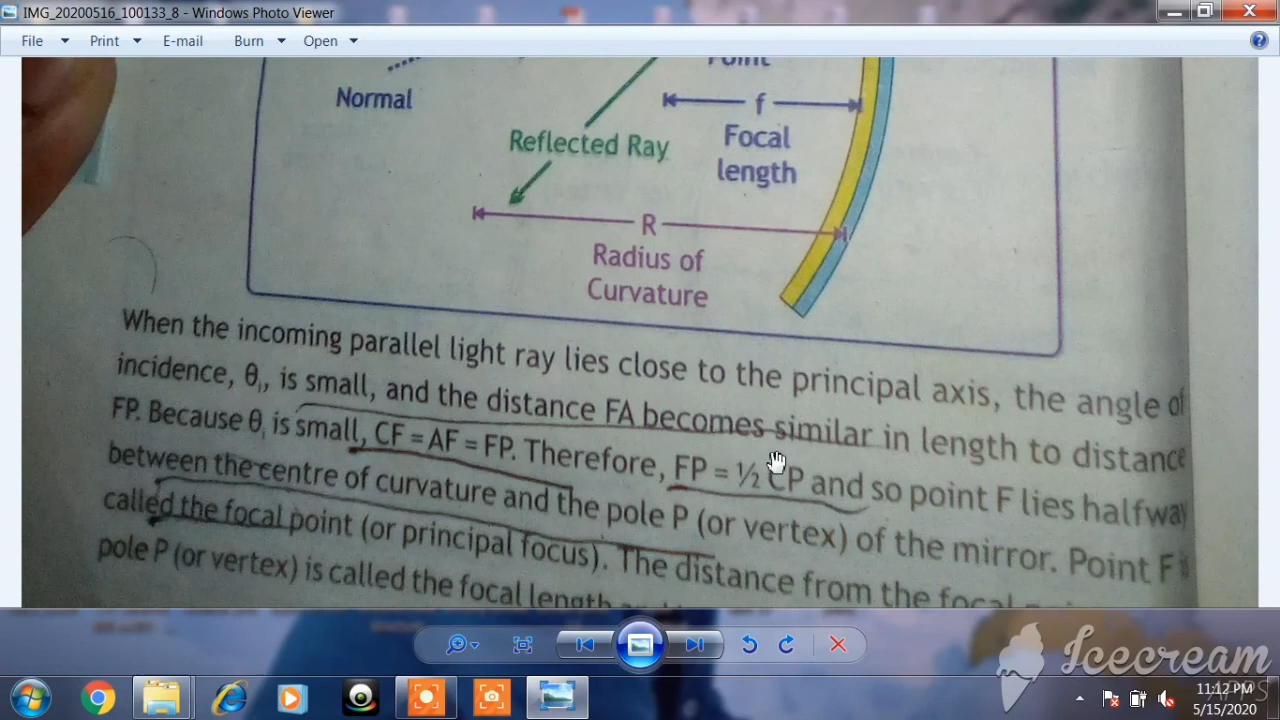 IMG_20200516_100133_8 - Windows Photo Viewer
File Print E-mail Burn Open
Point
Normal
f
Focal
length
Reflected Ray
R
Radius of
Curvature
When the incoming parallel light ray lies close to the principal axis, the angle of
incidence, θi, is small, and the distance FA becomes similar in length to distance
FP. Because θi is small, CF = AF = FP. Therefore, FP = ½ CP and so point F lies halfway
between the centre of curvature and the pole P (or vertex) of the mirror. Point F is
called the focal point (or principal focus). The distance from the focal
pole P (or vertex) is called the focal length
Icecream
APPS
11:12 PM
5/15/2020